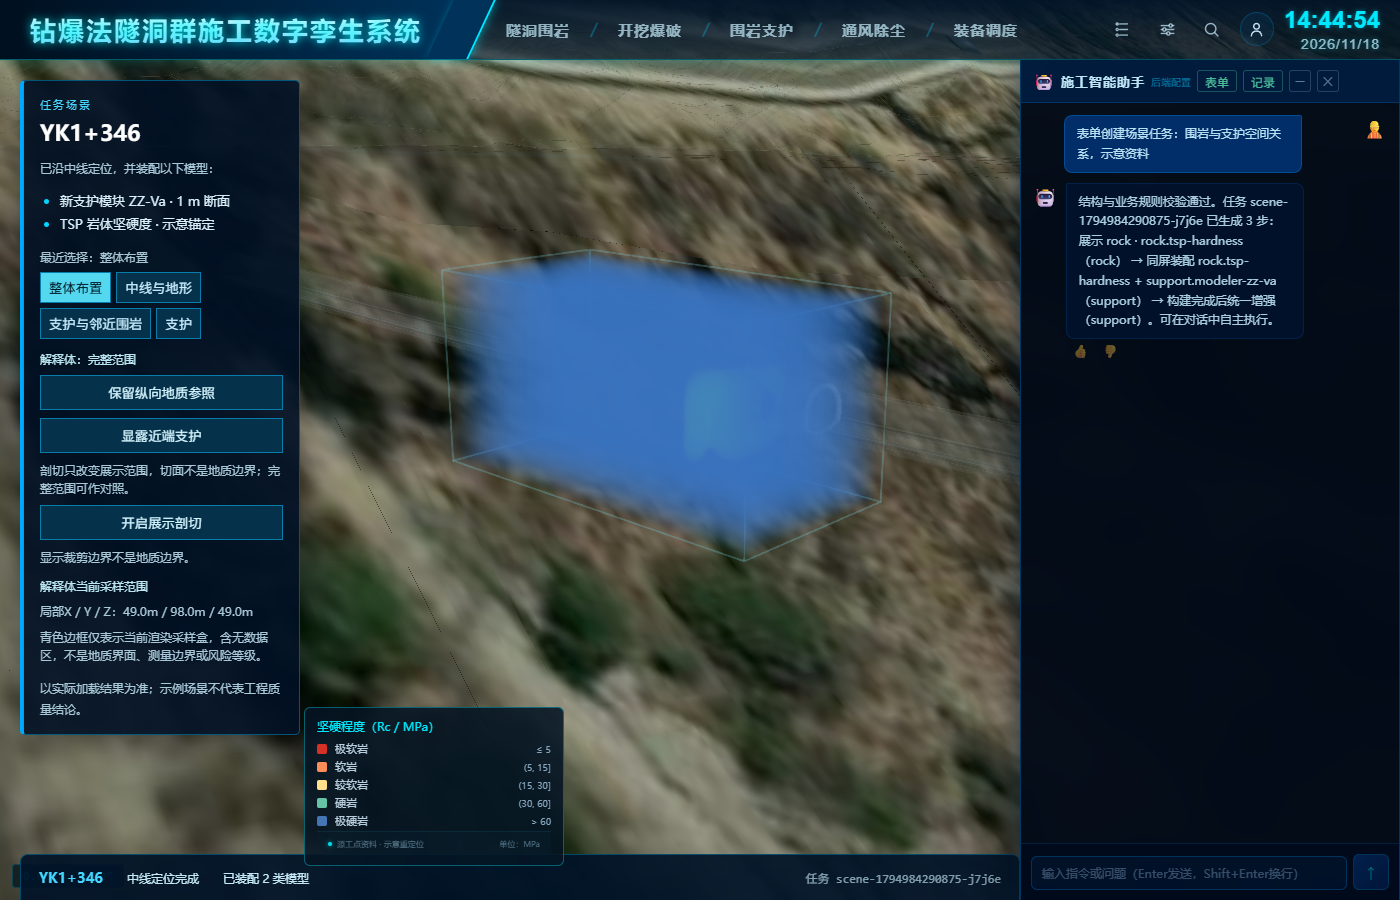 钻爆法隧洞群施工数字孪生系统
隧洞围岩 / 开挖爆破 / 围岩支护 / 通风除尘 / 装备调度
14:44:54
2026/11/18
任务场景
YK1+346
已沿中线定位，并装配以下模型：
新支护模块 ZZ-Va · 1 m 断面
TSP 岩体坚硬度 · 示意锚定
最近选择：整体布置
整体布置 中线与地形
支护与邻近围岩 支护
解释体：完整范围
保留纵向地质参照
显露近端支护
剖切只改变展示范围，切面不是地质边界；完
整范围可作对照。
开启展示剖切
显示裁剪边界不是地质边界。
解释体当前采样范围
局部X / Y / Z：49.0m / 98.0m / 49.0m
青色边框仅表示当前渲染采样盒，含无数据
区，不是地质界面、测量边界或风险等级。
以实际加载结果为准；示例场景不代表工程质
量结论。
坚硬程度（Rc / MPa）
极软岩 ≤ 5
软岩 (5, 15]
较软岩 (15, 30]
硬岩 (30, 60]
极硬岩 > 60
源工点资料 · 示意重定位 单位：MPa
YK1+346 中线定位完成 已装配 2 类模型 任务 scene-1794984290875-j7j6e
施工智能助手 后端配置 表单 记录
表单创建场景任务：围岩与支护空间关
系，示意资料
结构与业务规则校验通过。任务 scene-
1794984290875-j7j6e 已生成 3 步：
展示 rock · rock.tsp-hardness
（rock） → 同屏装配 rock.tsp-
hardness + support.modeler-zz-va
（support） → 构建完成后统一增强
（support）。可在对话中自主执行。
输入指令或问题（Enter发送，Shift+Enter换行）